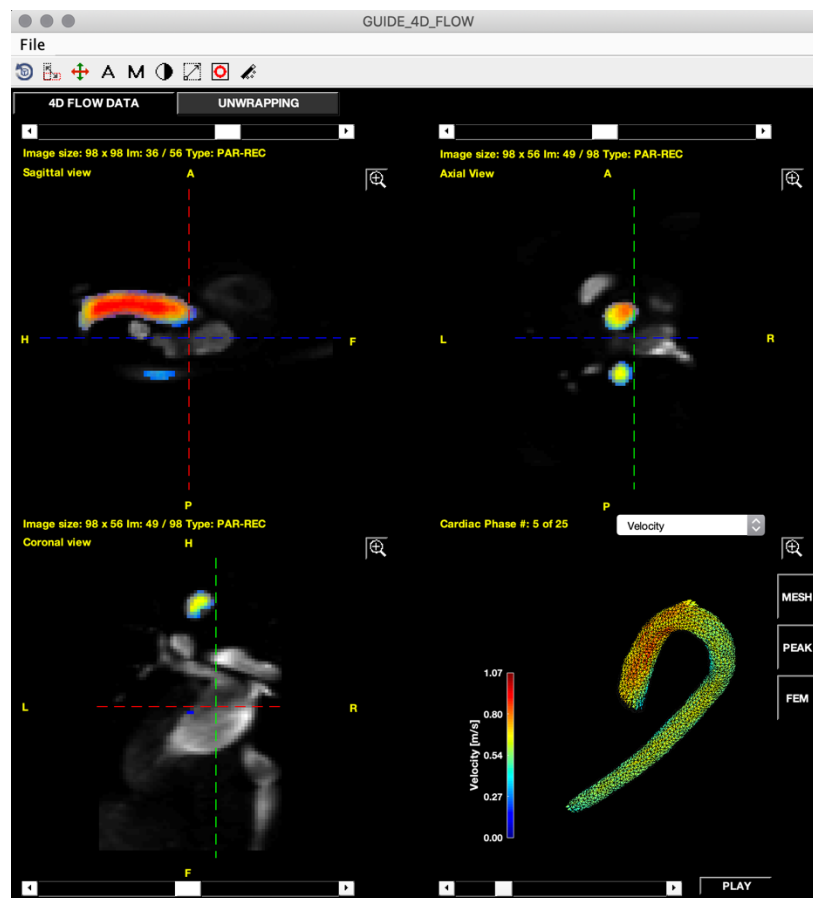 GUIDE_4D_FLOW
File
A M
4D FLOW DATA UNWRAPPING
Image size: 98 x 98 Im: 36 / 56 Type: PAR-REC
Sagittal view
A
H
F
P
Image size: 98 x 56 Im: 49 / 98 Type: PAR-REC
Axial View
A
L
R
P
Image size: 98 x 56 Im: 49 / 98 Type: PAR-REC
Coronal view
H
L
R
F
Cardiac Phase #: 5 of 25
Velocity
MESH
PEAK
FEM
1.07
0.80
0.54
0.27
0.00
Velocity [m/s]
PLAY